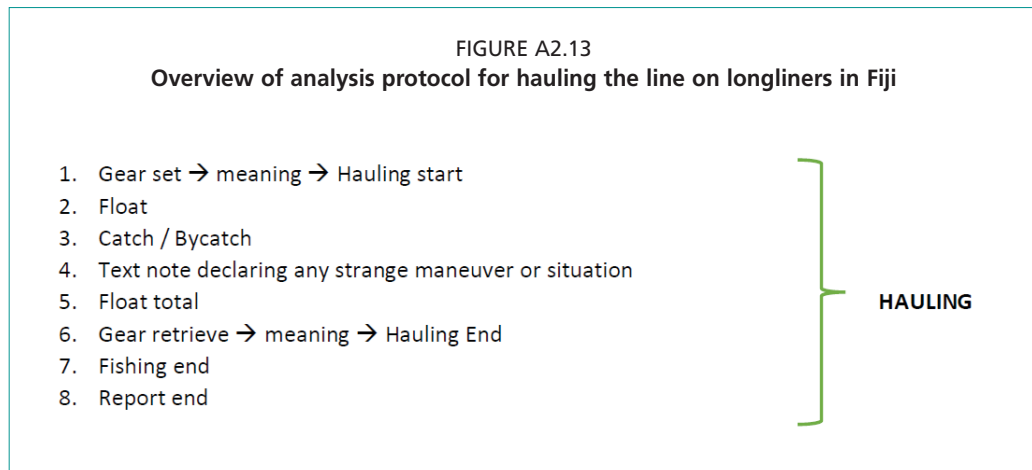 FIGURE A2.13
Overview of analysis protocol for hauling the line on longliners in Fiji
1. Gear set → meaning → Hauling start
2. Float
3. Catch / Bycatch
4. Text note declaring any strange maneuver or situation
5. Float total
6. Gear retrieve → meaning → Hauling End
7. Fishing end
8. Report end
HAULING